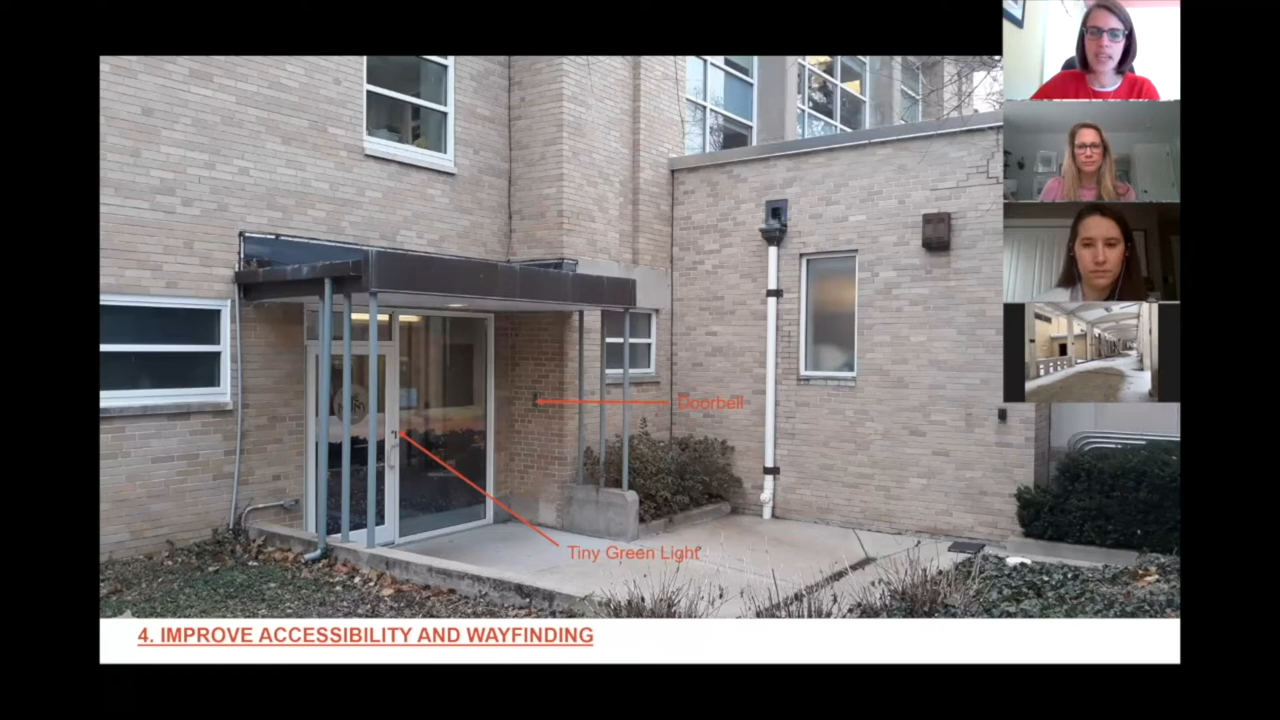 Doorbell
Tiny Green Light
4. IMPROVE ACCESSIBILITY AND WAYFINDING